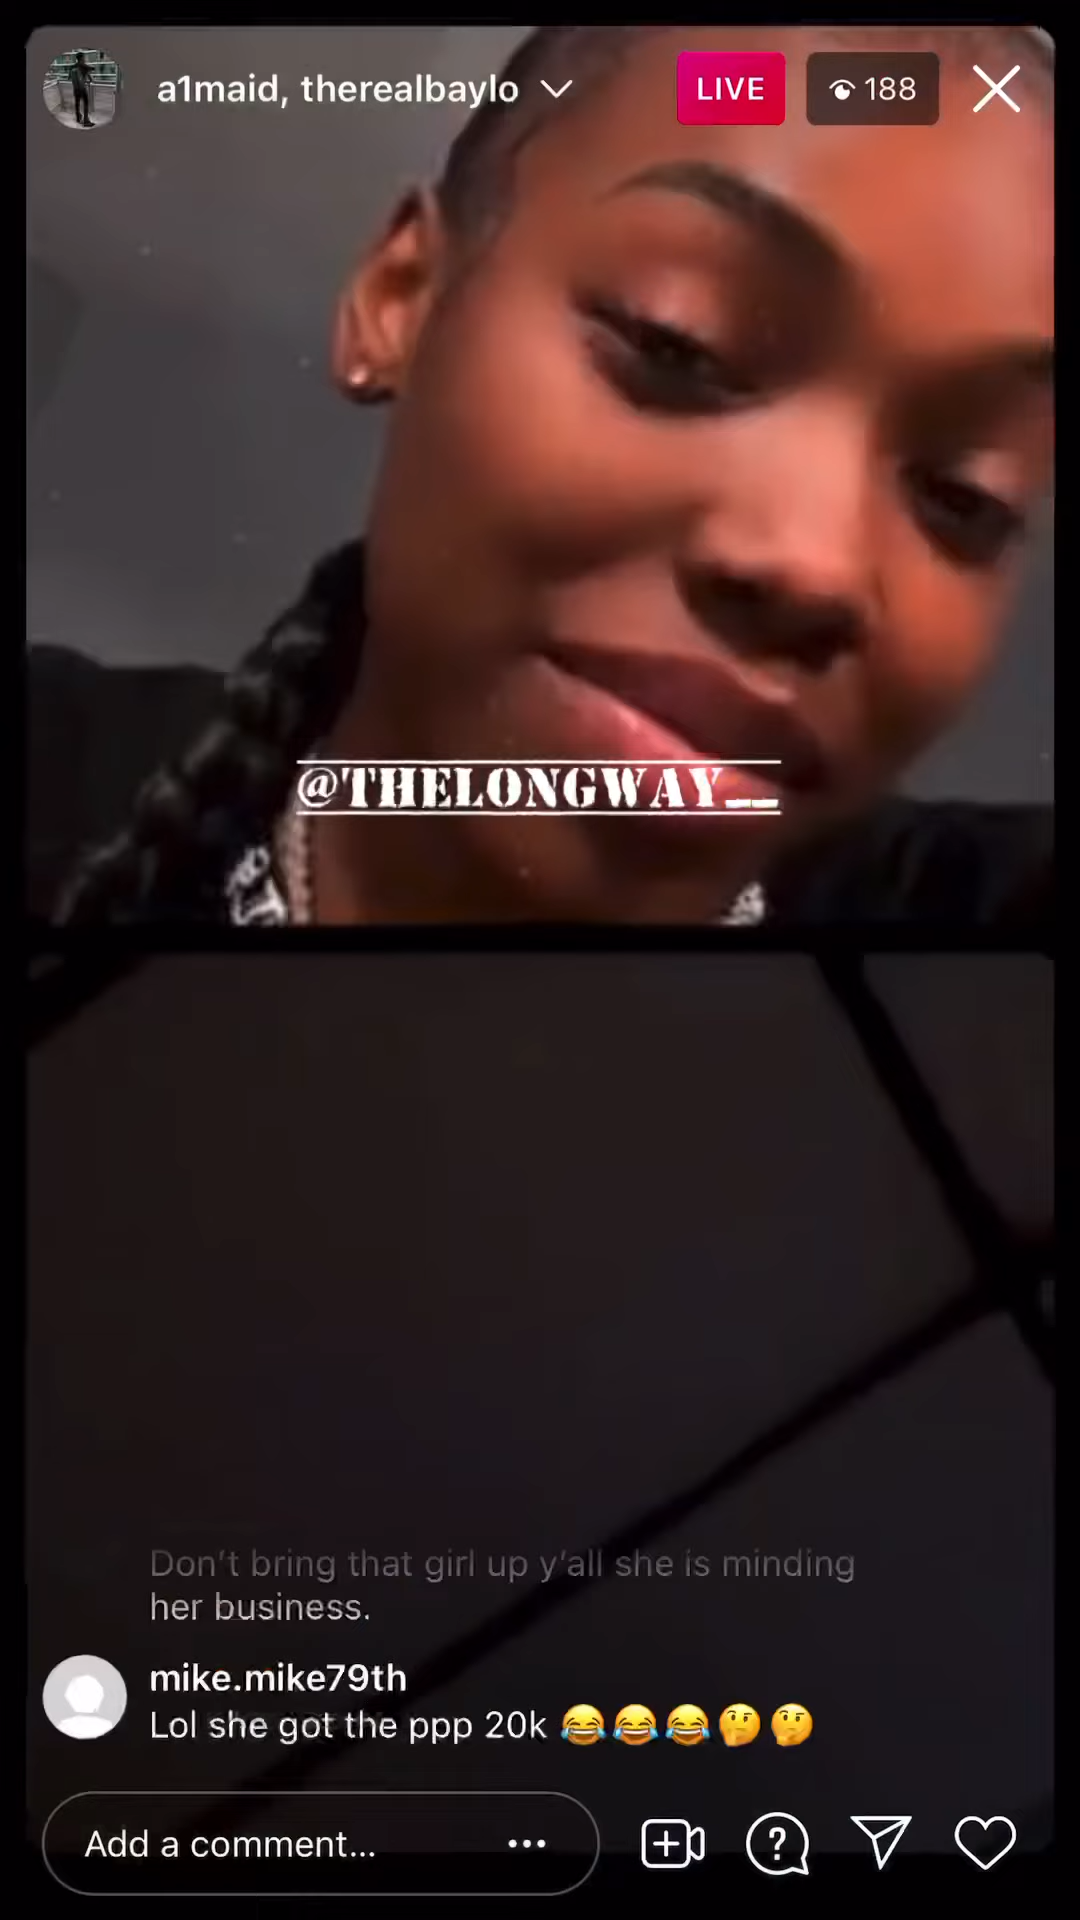 a1maid, therealbaylo
LIVE
188
@THELONGWAY__
Don't bring that girl up y'all she is minding
her business.
mike.mike79th
Lol she got the ppp 20k 😂😂😂🤔🤔
Add a comment...